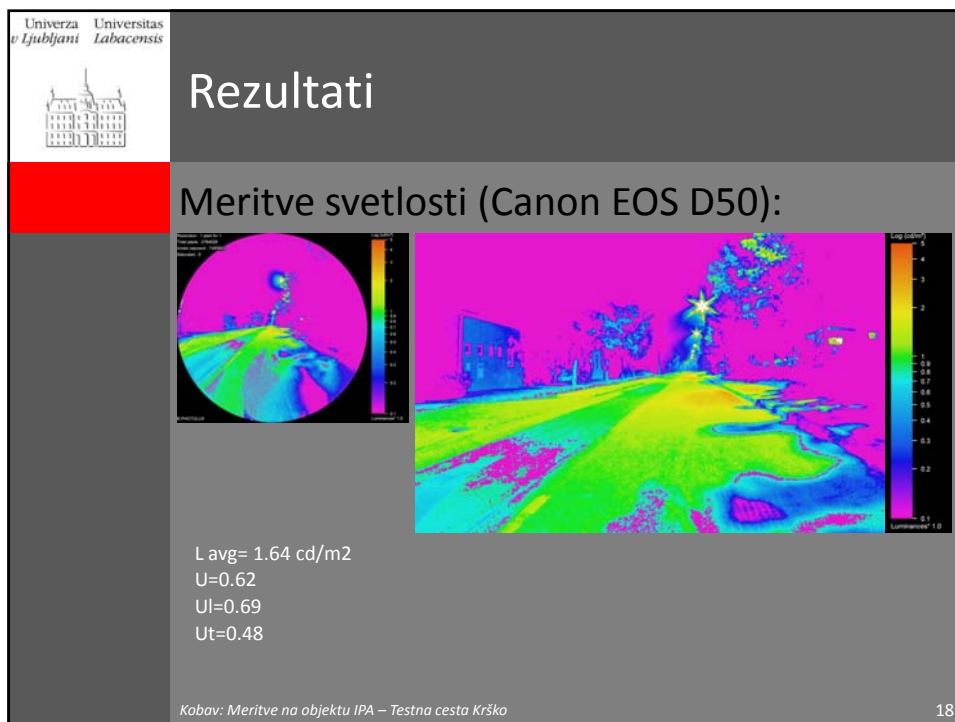 Univerza Universitas
v Ljubljani Labacensis
Rezultati
Meritve svetlosti (Canon EOS D50):
Log (cd/m²)
5
4
3
2
1
0.9
0.8
0.7
0.6
0.5
0.4
0.3
0.2
0.1
Luminances" 1.0
L avg= 1.64 cd/m2
U=0.62
Ul=0.69
Ut=0.48
Kobav: Meritve na objektu IPA – Testna cesta Krško
18